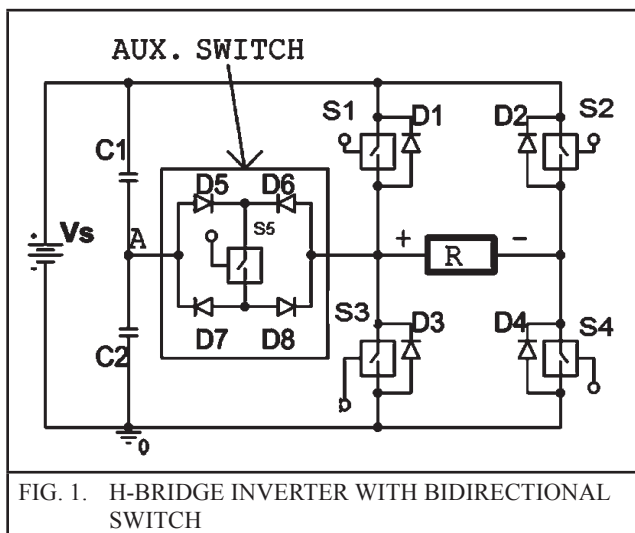 AUX. SWITCH
S1 D1 D2 S2
C1
D5 D6
Vs A S5 + R -
S3 D3 D4 S4
C2 D7 D8
0
FIG. 1. H-BRIDGE INVERTER WITH BIDIRECTIONAL
SWITCH